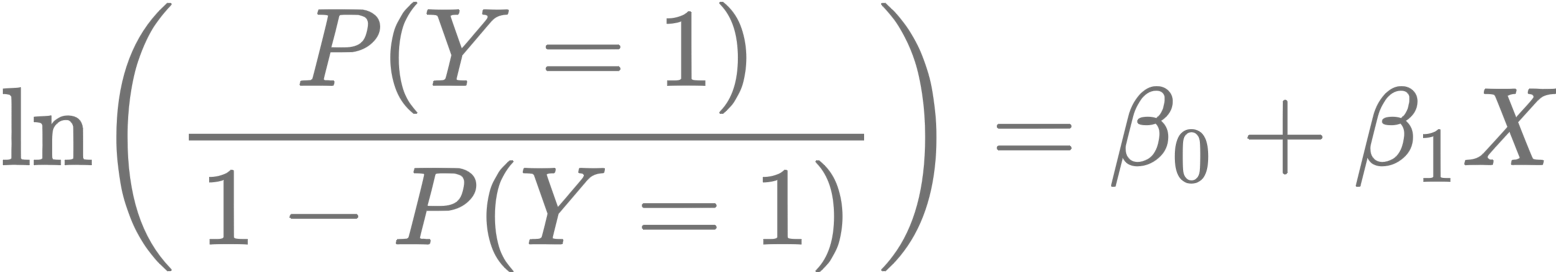 ln(P(Y = 1) / 1 − P(Y = 1)) = β₀ + β₁X